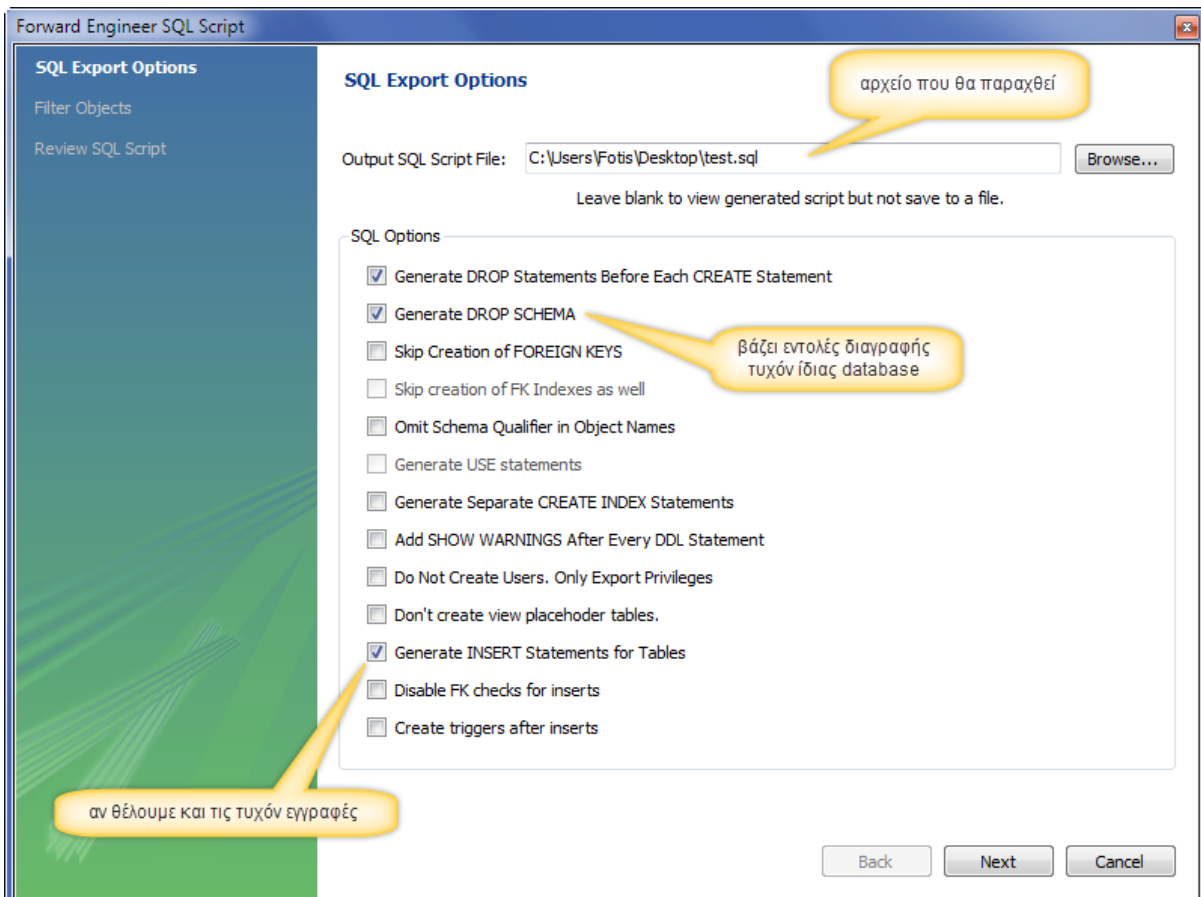 Forward Engineer SQL Script
SQL Export Options
Filter Objects
Review SQL Script
SQL Export Options
αρχείο που θα παραχθεί
Output SQL Script File: C:\Users\Fotis\Desktop\test.sql Browse...
Leave blank to view generated script but not save to a file.
SQL Options
Generate DROP Statements Before Each CREATE Statement
Generate DROP SCHEMA
βάζει εντολές διαγραφής
τυχόν ίδιας database
Skip Creation of FOREIGN KEYS
Skip creation of FK Indexes as well
Omit Schema Qualifier in Object Names
Generate USE statements
Generate Separate CREATE INDEX Statements
Add SHOW WARNINGS After Every DDL Statement
Do Not Create Users. Only Export Privileges
Don't create view placehoder tables.
Generate INSERT Statements for Tables
Disable FK checks for inserts
Create triggers after inserts
αν θέλουμε και τις τυχόν εγγραφές
Back Next Cancel